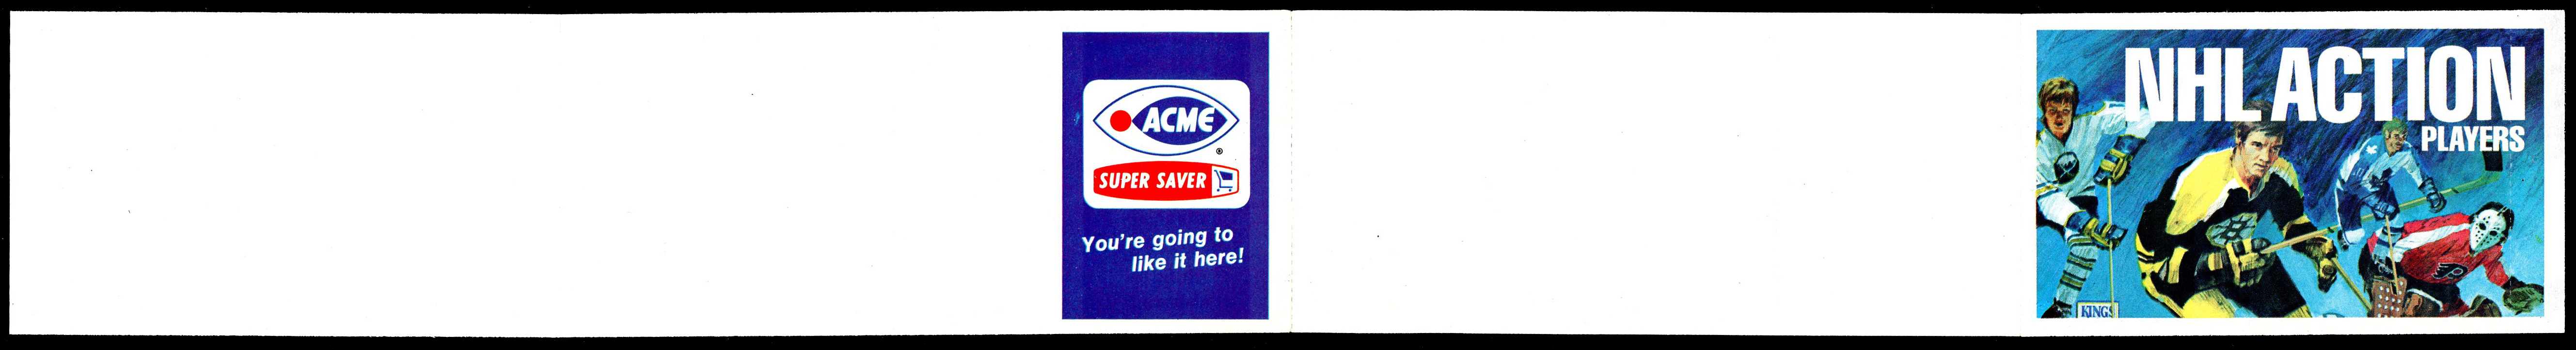 ACME
®
SUPER SAVER
You're going to
like it here!
NHL ACTION
PLAYERS
KINGS